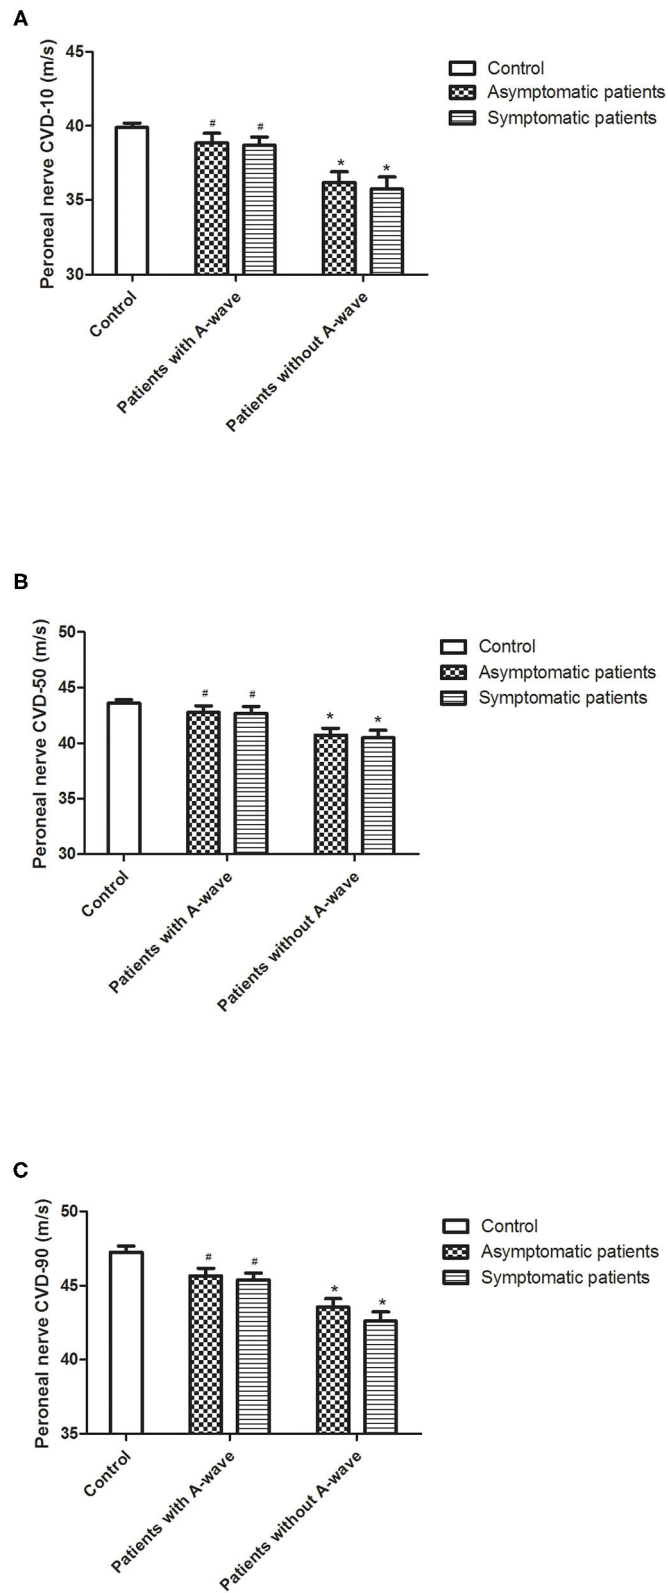 A
Peroneal nerve CVD-10 (m/s)
45
40
35
30
# # * *
Control
Patients with A-wave
Patients without A-wave
Control
Asymptomatic patients
Symptomatic patients
B
Peroneal nerve CVD-50 (m/s)
50
45
40
35
30
# # * *
Control
Patients with A-wave
Patients without A-wave
Control
Asymptomatic patients
Symptomatic patients
C
Peroneal nerve CVD-90 (m/s)
50
45
40
35
# # * *
Control
Patients with A-wave
Patients without A-wave
Control
Asymptomatic patients
Symptomatic patients